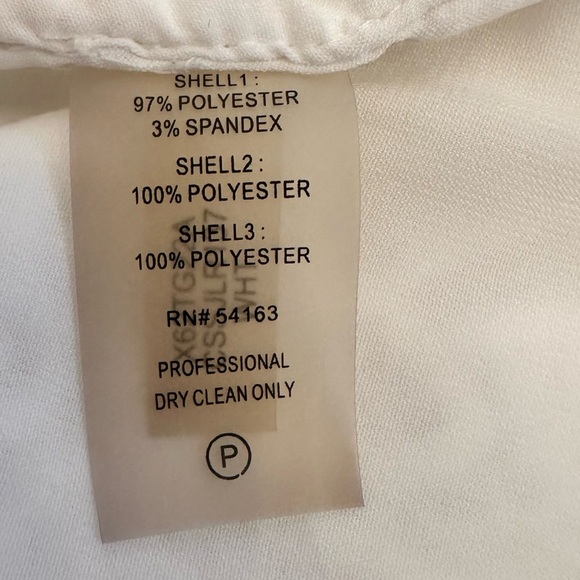 SHELL1:
97% POLYESTER
3% SPANDEX
SHELL2:
100% POLYESTER
SHELL3:
100% POLYESTER
RN# 54163
PROFESSIONAL
DRY CLEAN ONLY
P